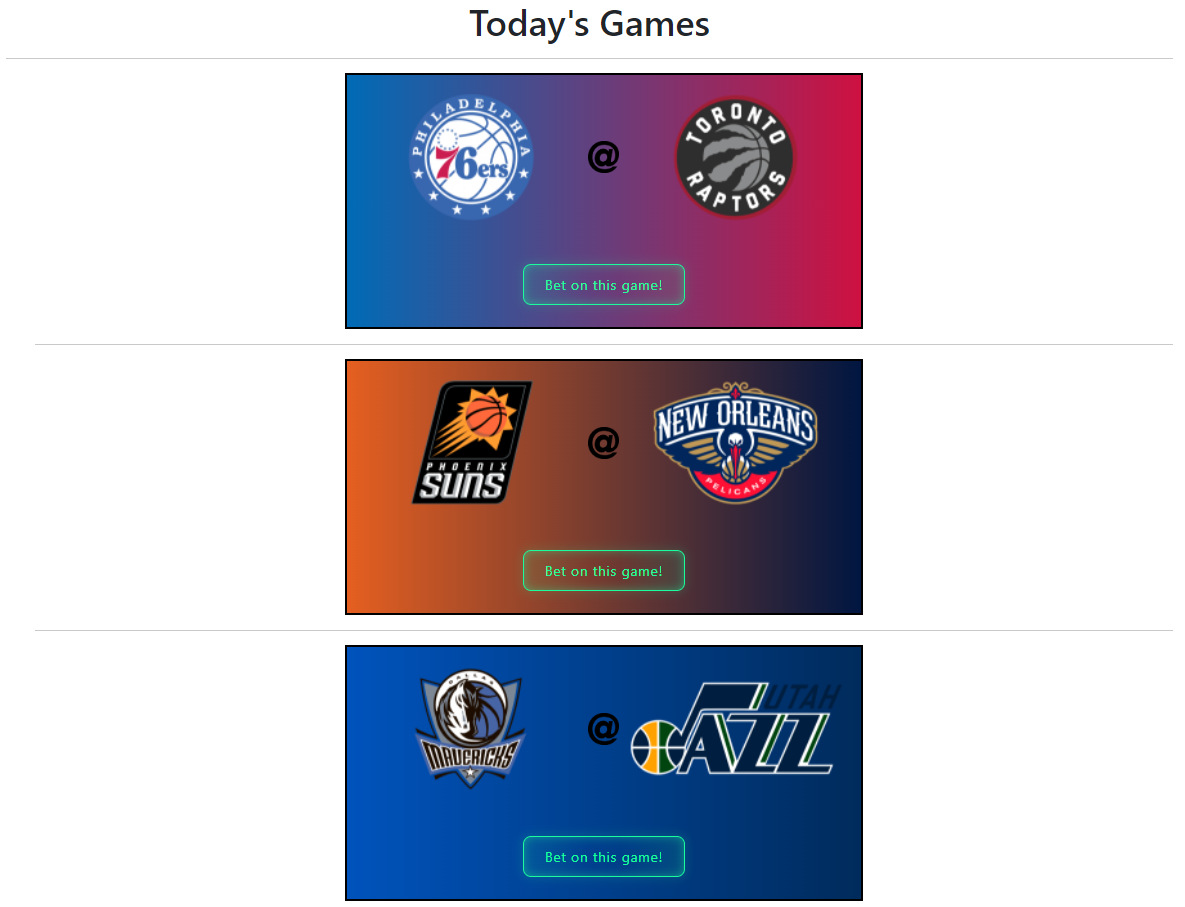 Today's Games
PHILADELPHIA
76ers
@
TORONTO
RAPTORS
Bet on this game!
PHOENIX
SUNS
@
NEW ORLEANS
PELICANS
Bet on this game!
DALLAS
MAVERICKS
@
UTAH
JAZZ
Bet on this game!